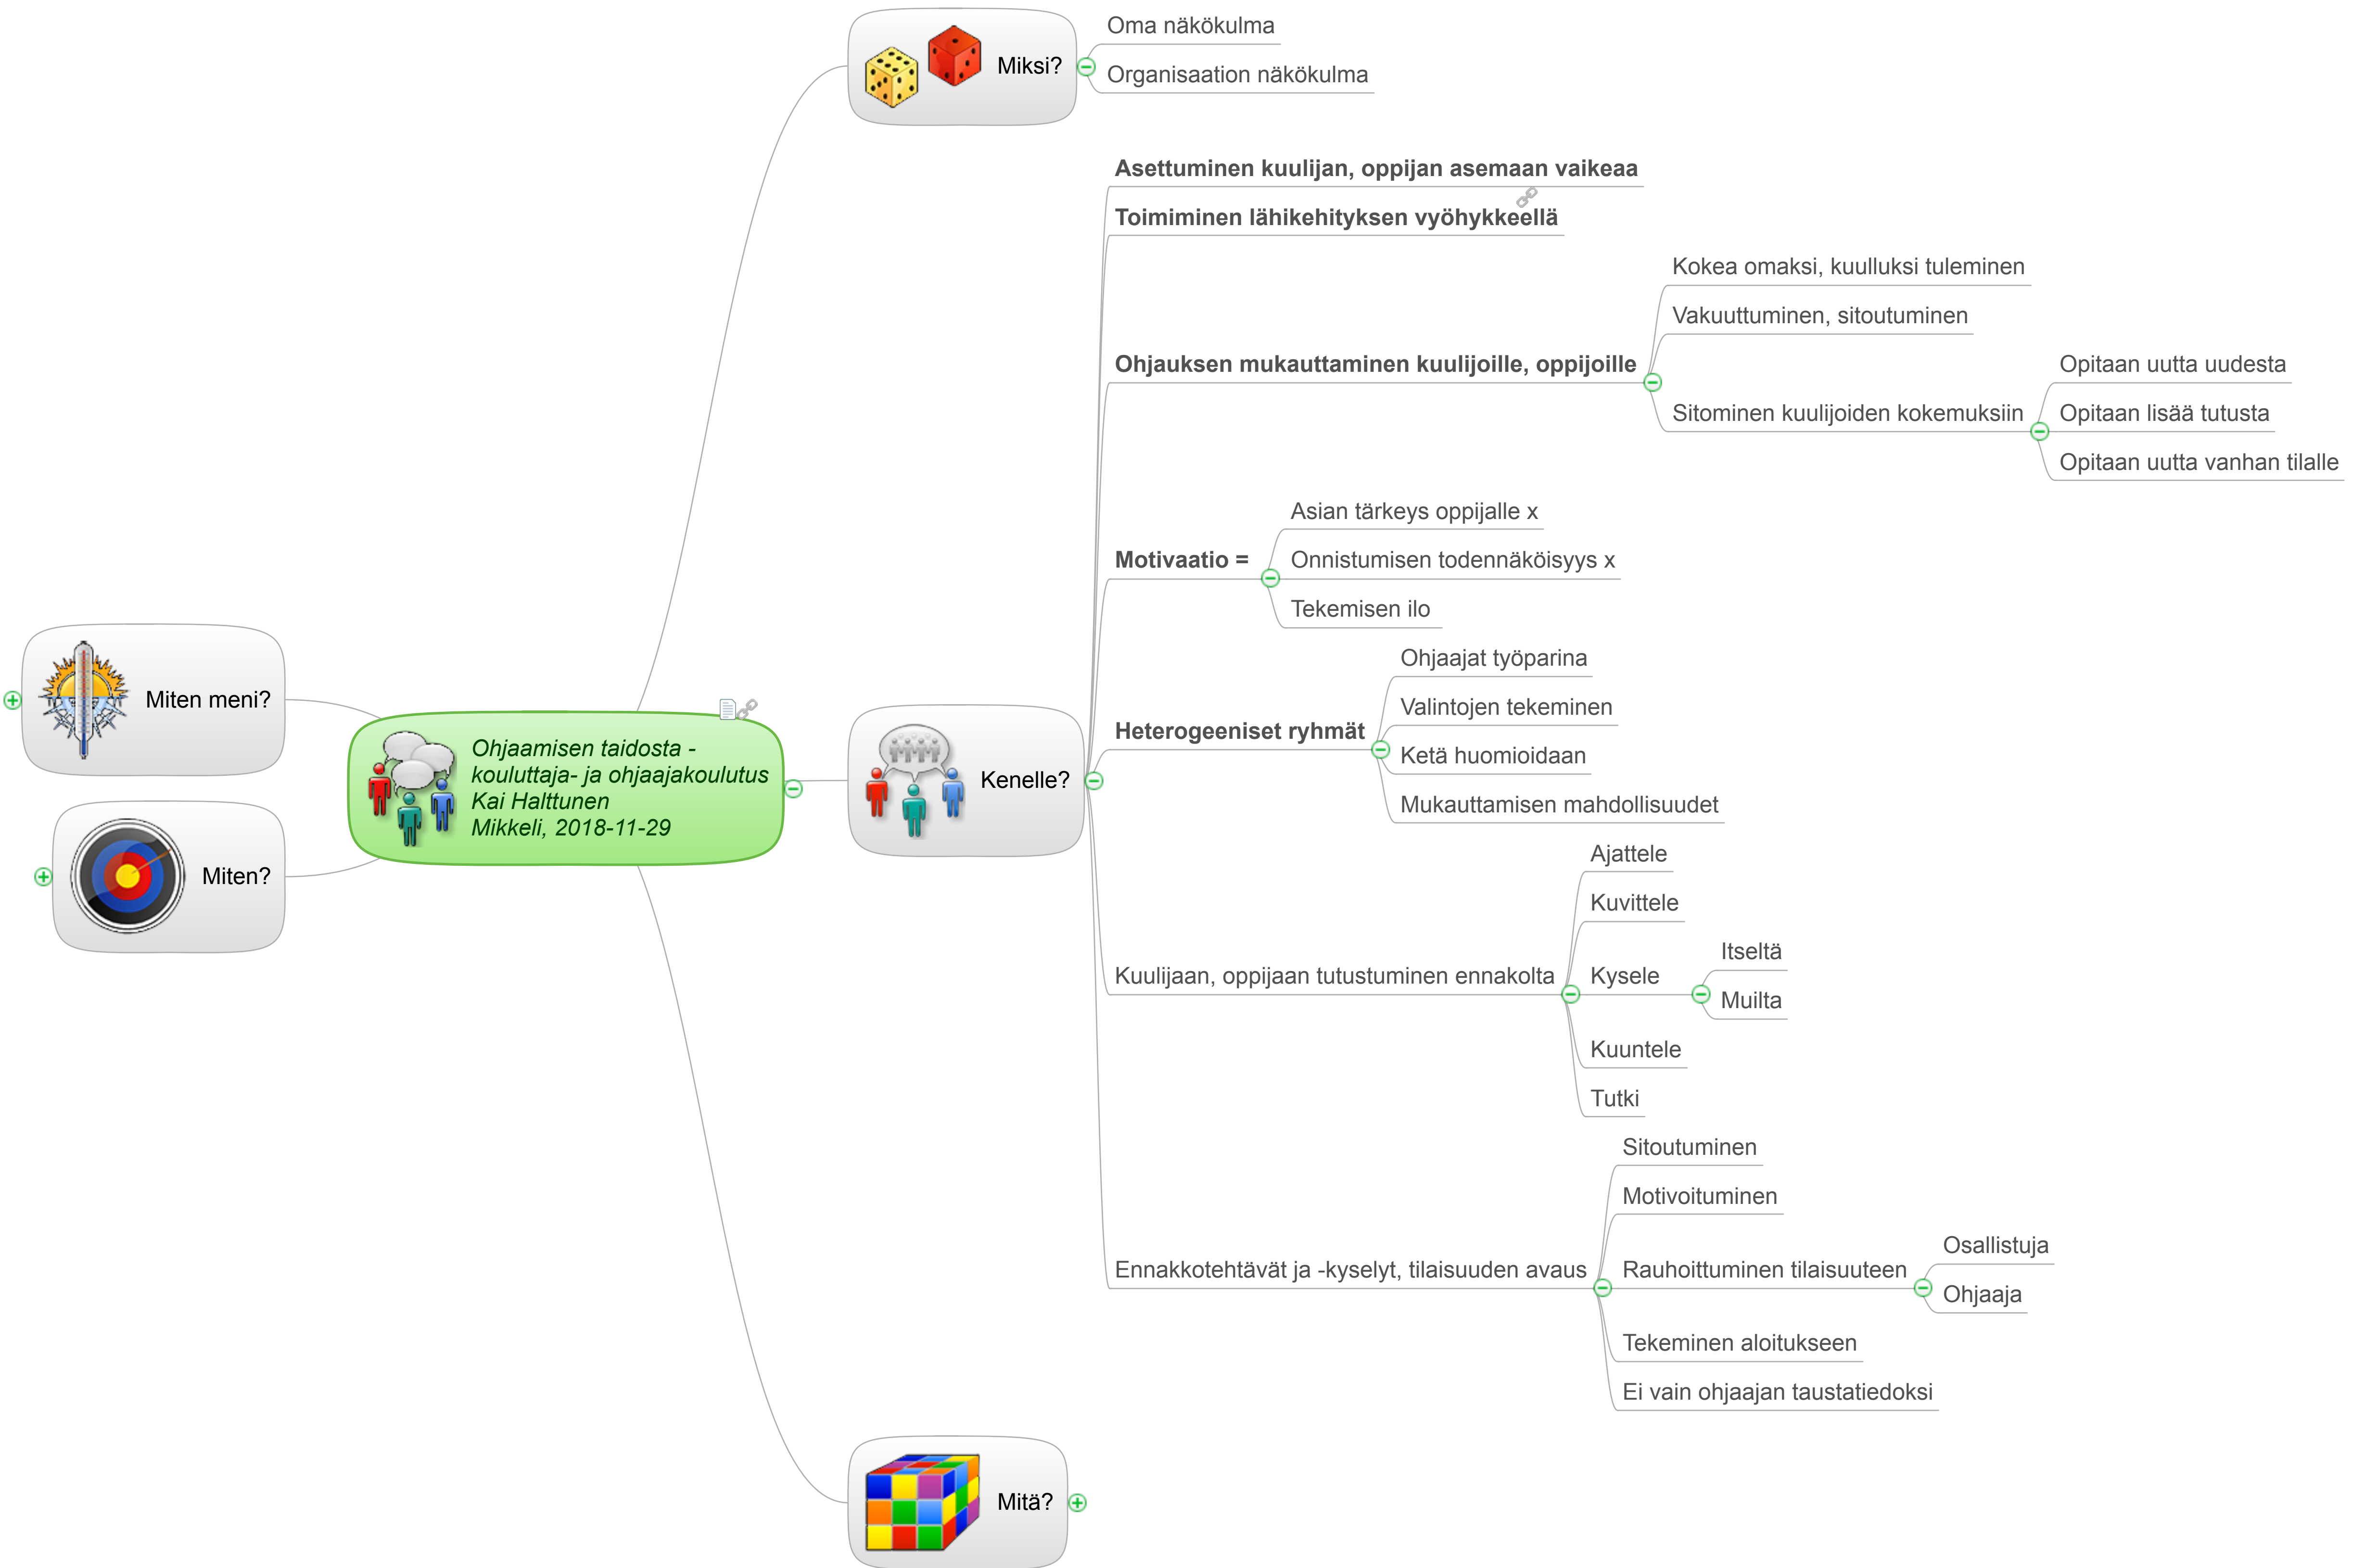 Ohjaamisen taidosta -
kouluttaja- ja ohjaajakoulutus
Kai Halttunen
Mikkeli, 2018-11-29
Miksi?
Oma näkökulma
Organisaation näkökulma
Kenelle?
Asettuminen kuulijan, oppijan asemaan vaikeaa
Toimiminen lähikehityksen vyöhykkeellä
Ohjauksen mukauttaminen kuulijoille, oppijoille
Kokea omaksi, kuulluksi tuleminen
Vakuuttuminen, sitoutuminen
Sitominen kuulijoiden kokemuksiin
Opitaan uutta uudesta
Opitaan lisää tutusta
Opitaan uutta vanhan tilalle
Motivaatio =
Asian tärkeys oppijalle x
Onnistumisen todennäköisyys x
Tekemisen ilo
Heterogeeniset ryhmät
Ohjaajat työparina
Valintojen tekeminen
Ketä huomioidaan
Mukauttamisen mahdollisuudet
Kuulijaan, oppijaan tutustuminen ennakolta
Ajattele
Kuvittele
Kysele
Itseltä
Muilta
Kuuntele
Tutki
Ennakkotehtävät ja -kyselyt, tilaisuuden avaus
Sitoutuminen
Motivoituminen
Rauhoittuminen tilaisuuteen
Osallistuja
Ohjaaja
Tekeminen aloitukseen
Ei vain ohjaajan taustatiedoksi
Mitä?
Miten?
Miten meni?